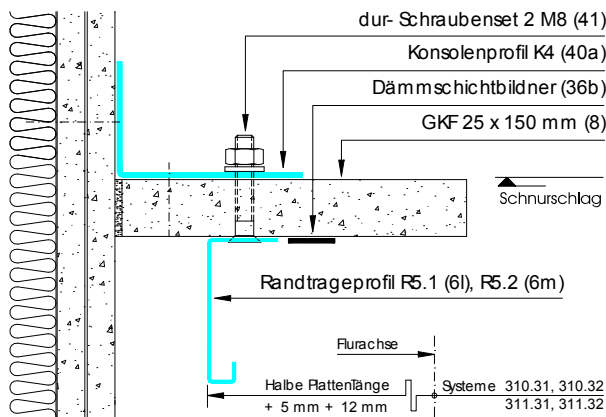 dur- Schraubenset 2 M8 (41)
Konsolenprofil K4 (40a)
Dämmschichtbildner (36b)
GKF 25 x 150 mm (8)
Schnurschlag
Randtrageprofil R5.1 (6l), R5.2 (6m)
Flurachse
Halbe Plattenlänge
+ 5 mm + 12 mm
Systeme 310.31, 310.32
311.31, 311.32